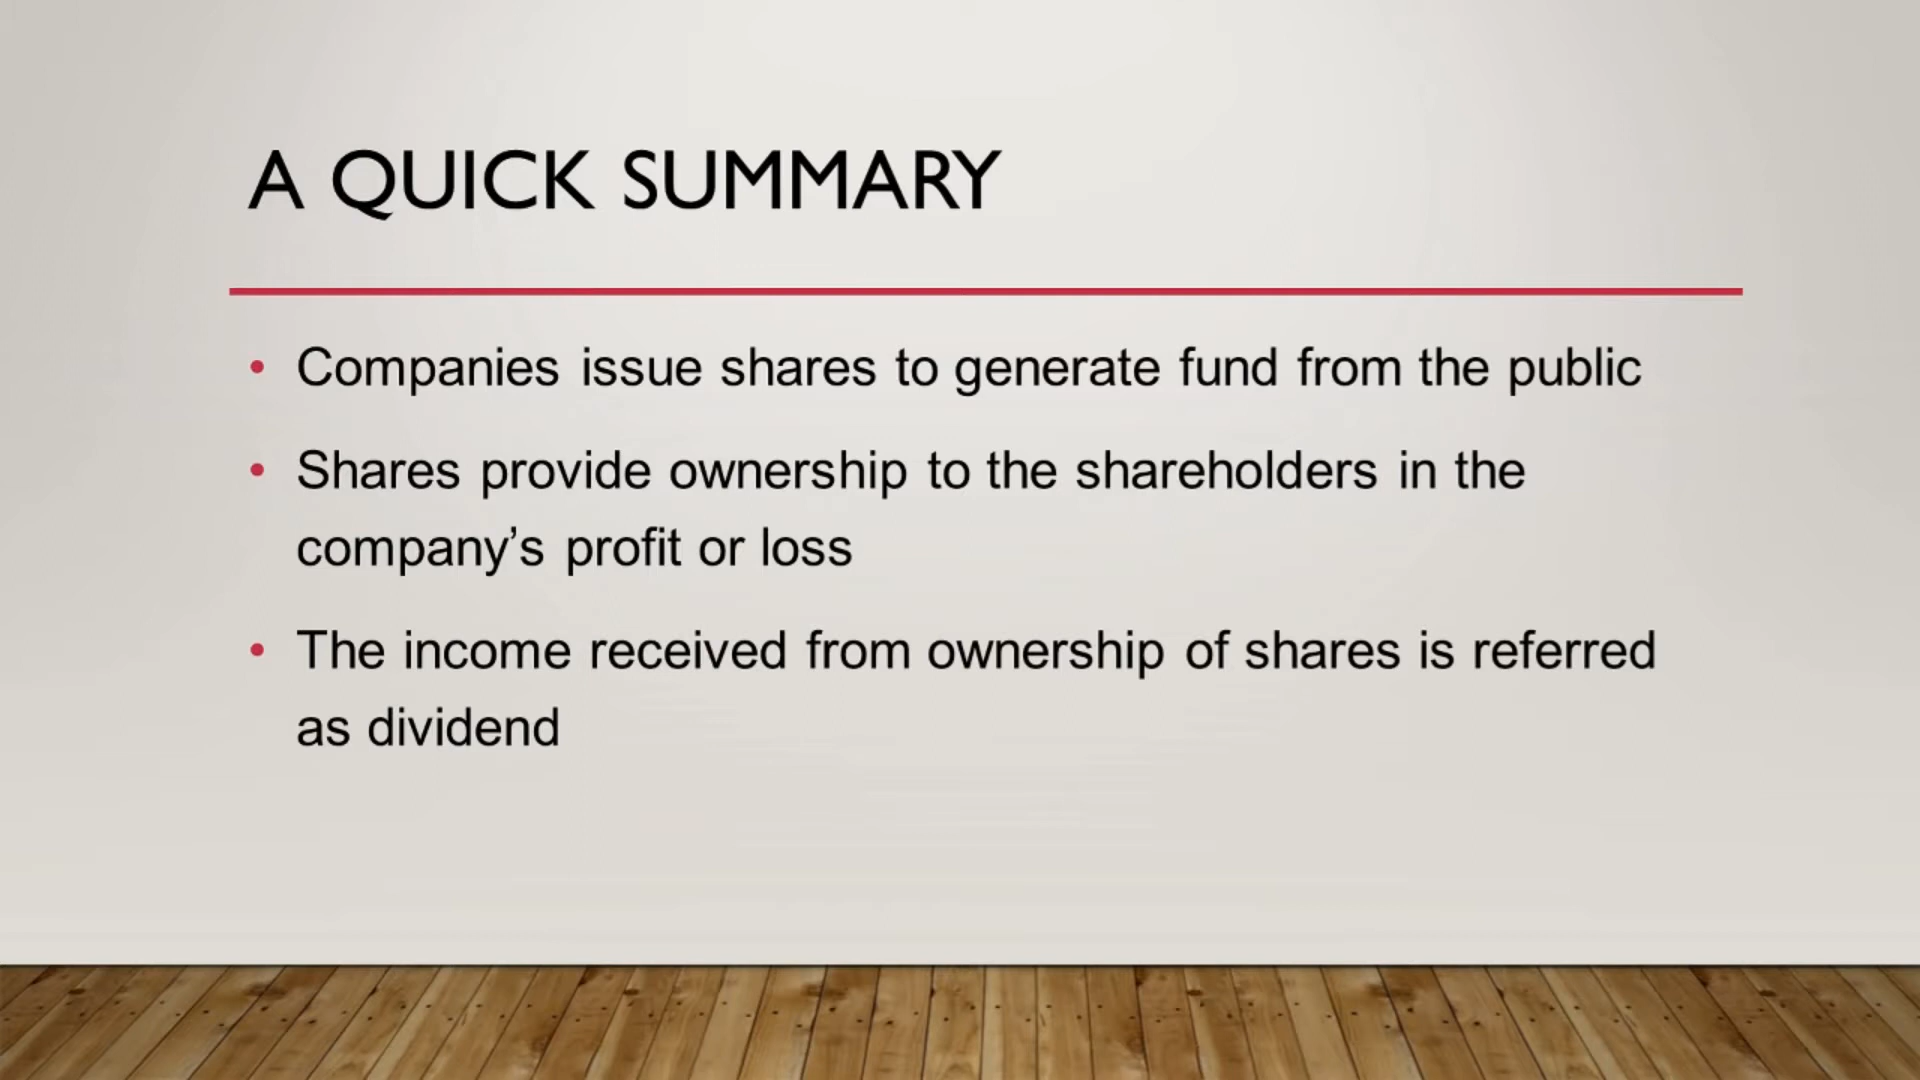 A QUICK SUMMARY
• Companies issue shares to generate fund from the public
• Shares provide ownership to the shareholders in the
company’s profit or loss
• The income received from ownership of shares is referred
as dividend